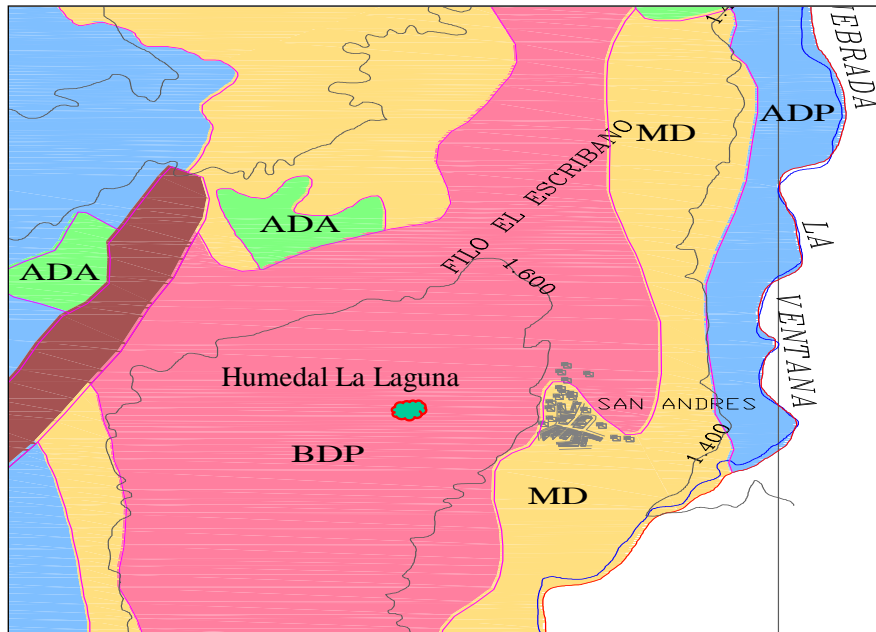 MD
ADP
FILO EL ESCRIBANO
ADA
ADA
1.600
LA
VENTANA
Humedal La Laguna
SAN ANDRES
BDP
1.400
MD